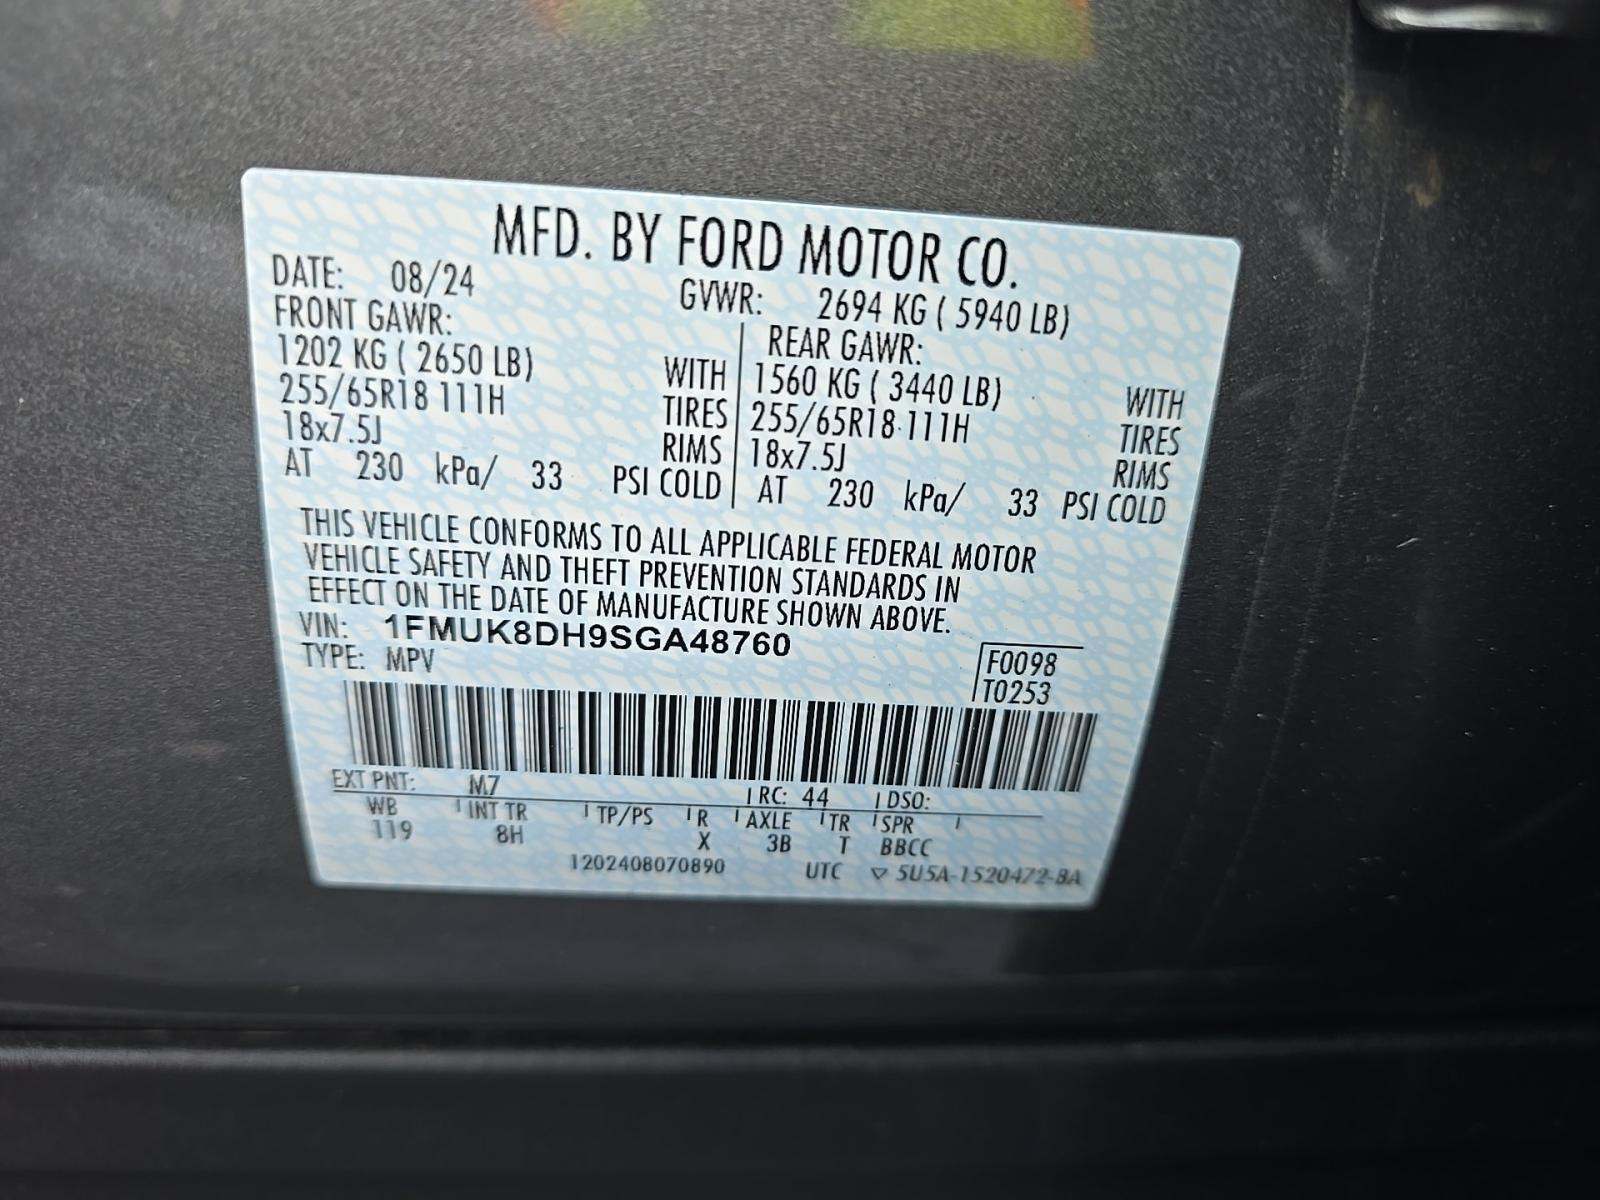 MFD. BY FORD MOTOR CO.
DATE: 08/24 GVWR: 2694 KG ( 5940 LB)
FRONT GAWR: REAR GAWR:
1202 KG ( 2650 LB) WITH 1560 KG ( 3440 LB) WITH
255/65R18 111H TIRES 255/65R18 111H TIRES
18x7.5J RIMS 18x7.5J RIMS
AT 230 kPa/ 33 PSI COLD AT 230 kPa/ 33 PSI COLD
THIS VEHICLE CONFORMS TO ALL APPLICABLE FEDERAL MOTOR
VEHICLE SAFETY AND THEFT PREVENTION STANDARDS IN
EFFECT ON THE DATE OF MANUFACTURE SHOWN ABOVE.
VIN: 1FMUK8DH9SGA48760
TYPE: MPV
F0098
T0253
EXT PNT: M7 RC: 44 DSO:
WB INT TR TP/PS R AXLE TR SPR
119 8H X 3B T BBCC
1202408070890 UTC ▽ 5U5A-1520472-BA